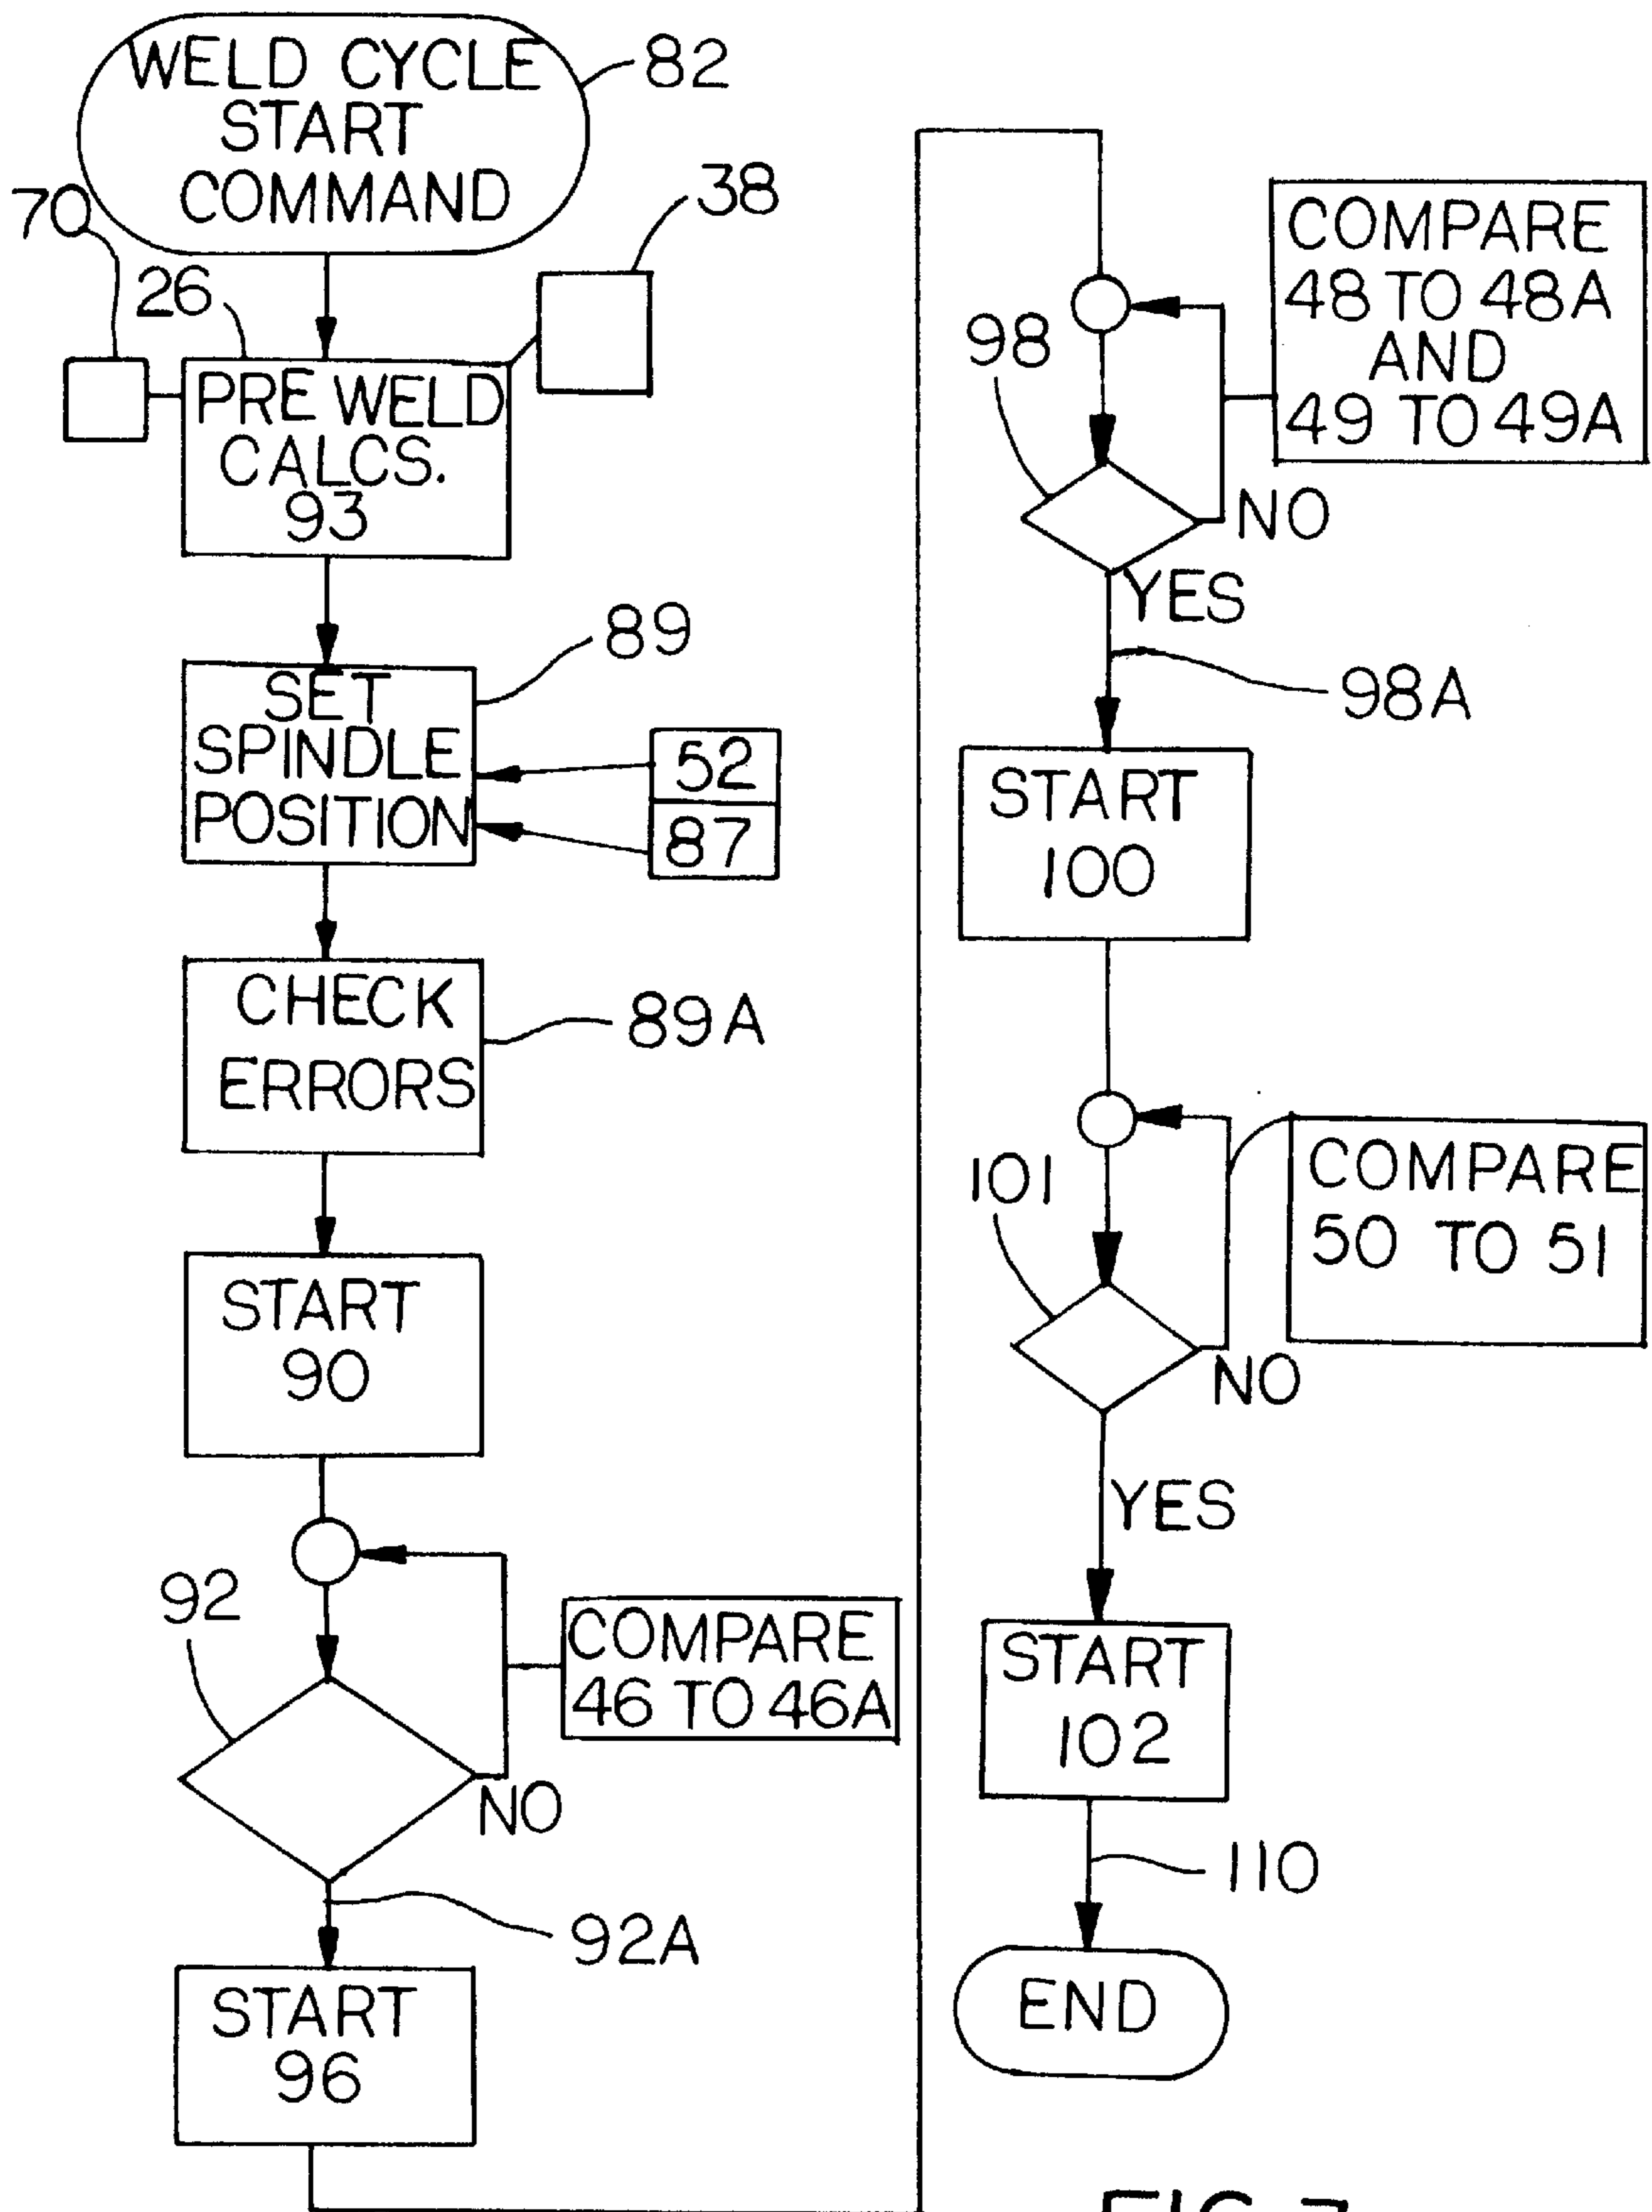 WELD CYCLE
START
COMMAND
82
70
26
38
PRE WELD
CALCS.
93
SET
SPINDLE
POSITION
89
52
87
CHECK
ERRORS
89A
START
90
92
COMPARE
46 TO 46A
NO
92A
START
96
98
COMPARE
48 TO 48A
AND
49 TO 49A
NO
YES
98A
START
100
101
COMPARE
50 TO 51
NO
YES
START
102
110
END